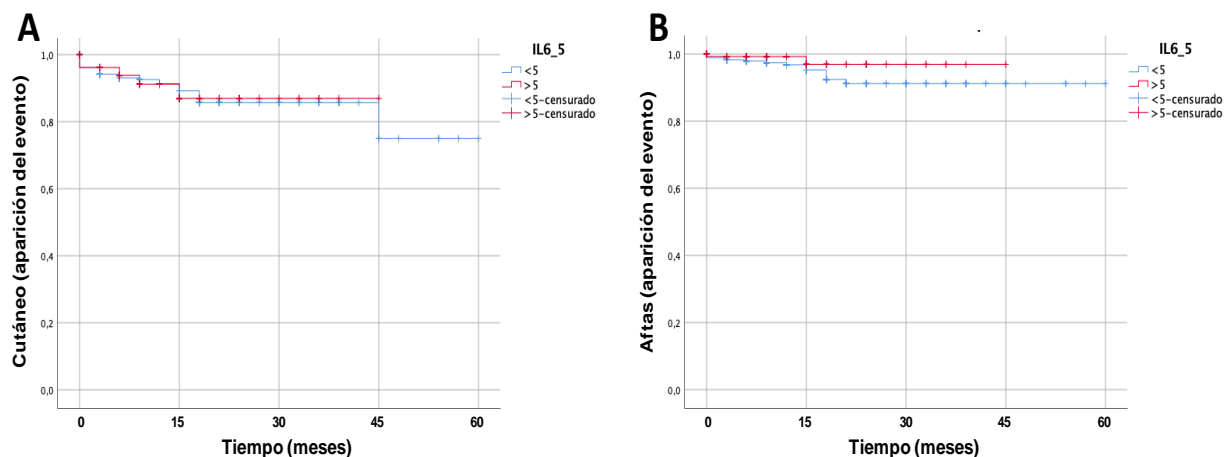 A
Cutáneo (aparición del evento)
1,0
0,8
0,6
0,4
0,2
0,0
0
15
30
45
60
Tiempo (meses)
IL6_5
<5
>5
<5-censurado
>5-censurado
B
Aftas (aparición del evento)
1,0
0,8
0,6
0,4
0,2
0,0
0
15
30
45
60
Tiempo (meses)
IL6_5
<5
>5
<5-censurado
>5-censurado